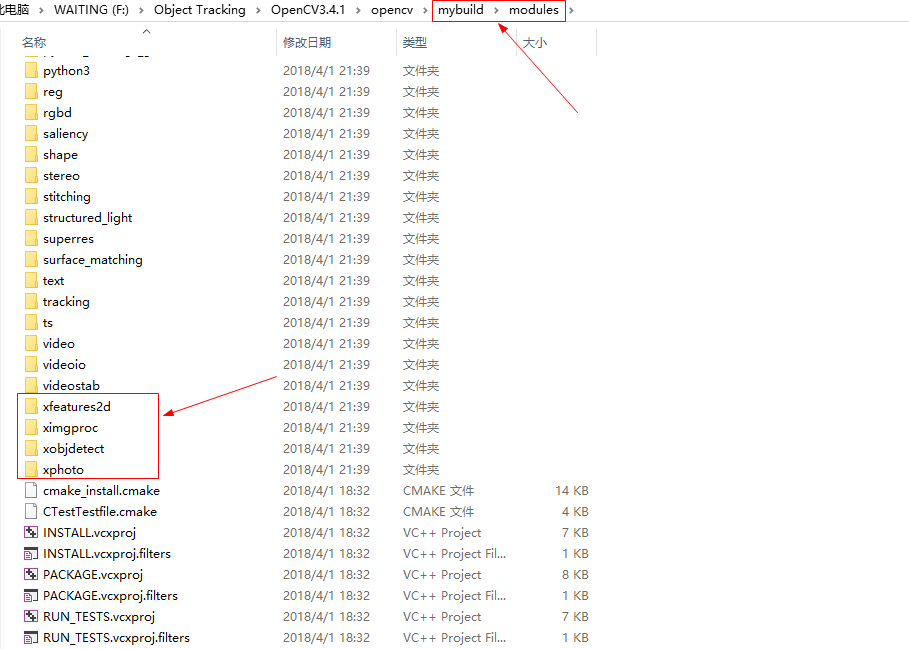 电脑 › WAITING (F:) › Object Tracking › OpenCV3.4.1 › opencv › mybuild › modules ›
名称 修改日期 类型 大小
python3 2018/4/1 21:39 文件夹
reg 2018/4/1 21:39 文件夹
rgbd 2018/4/1 21:39 文件夹
saliency 2018/4/1 21:39 文件夹
shape 2018/4/1 21:39 文件夹
stereo 2018/4/1 21:39 文件夹
stitching 2018/4/1 21:39 文件夹
structured_light 2018/4/1 21:39 文件夹
superres 2018/4/1 21:39 文件夹
surface_matching 2018/4/1 21:39 文件夹
text 2018/4/1 21:39 文件夹
tracking 2018/4/1 21:39 文件夹
ts 2018/4/1 21:39 文件夹
video 2018/4/1 21:39 文件夹
videoio 2018/4/1 21:39 文件夹
videostab 2018/4/1 21:39 文件夹
xfeatures2d 2018/4/1 21:39 文件夹
ximgproc 2018/4/1 21:39 文件夹
xobjdetect 2018/4/1 21:39 文件夹
xphoto 2018/4/1 21:39 文件夹
cmake_install.cmake 2018/4/1 18:32 CMAKE 文件 14 KB
CTestTestfile.cmake 2018/4/1 18:32 CMAKE 文件 4 KB
INSTALL.vcxproj 2018/4/1 18:32 VC++ Project 7 KB
INSTALL.vcxproj.filters 2018/4/1 18:32 VC++ Project Fil... 1 KB
PACKAGE.vcxproj 2018/4/1 18:32 VC++ Project 8 KB
PACKAGE.vcxproj.filters 2018/4/1 18:32 VC++ Project Fil... 1 KB
RUN_TESTS.vcxproj 2018/4/1 18:32 VC++ Project 7 KB
RUN_TESTS.vcxproj.filters 2018/4/1 18:32 VC++ Project Fil... 1 KB